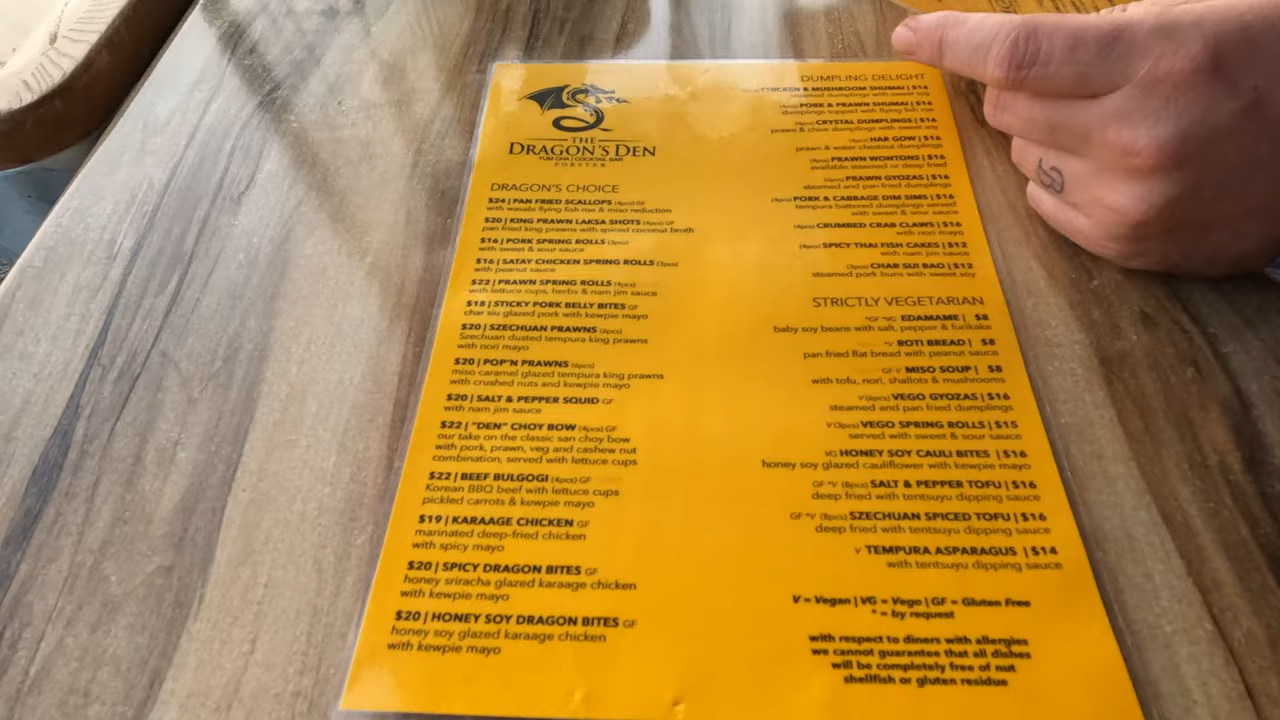 THE
DRAGON'S DEN
YUM CHA | COCKTAIL BAR
FORSTER
DRAGON'S CHOICE
$24 | PAN FRIED SCALLOPS (4pcs) GF
with wasabi flying fish roe & miso reduction
$20 | KING PRAWN LAKSA SHOTS (4pcs) GF
pan fried king prawns with spiced coconut broth
$16 | PORK SPRING ROLLS (3pcs)
with sweet & sour sauce
$16 | SATAY CHICKEN SPRING ROLLS (3pcs)
with peanut sauce
$22 | PRAWN SPRING ROLLS (4pcs)
with lettuce cups, herbs & nam jim sauce
$18 | STICKY PORK BELLY BITES GF
char siu glazed pork with kewpie mayo
$20 | SZECHUAN PRAWNS (6pcs)
Szechuan dusted tempura king prawns
with nori mayo
$20 | POP'N PRAWNS (6pcs)
miso caramel glazed tempura king prawns
with crushed nuts and kewpie mayo
$20 | SALT & PEPPER SQUID GF
with nam jim sauce
$22 | "DEN" CHOY BOW (4pcs) GF
our take on the classic san choy bow
with pork, prawn, veg and cashew nut
combination, served with lettuce cups
$22 | BEEF BULGOGI (4pcs) GF
Korean BBQ beef with lettuce cups
pickled carrots & kewpie mayo
$19 | KARAAGE CHICKEN GF
marinated deep-fried chicken
with spicy mayo
$20 | SPICY DRAGON BITES GF
honey sriracha glazed karaage chicken
with kewpie mayo
$20 | HONEY SOY DRAGON BITES GF
honey soy glazed karaage chicken
with kewpie mayo
DUMPLING DELIGHT
CHICKEN & MUSHROOM SHUMAI | $16
steamed dumplings with sweet soy
(4pcs) PORK & PRAWN SHUMAI | $16
dumplings topped with flying fish roe
(4pcs) CRYSTAL DUMPLINGS | $16
prawn & chive dumplings with sweet soy
(4pcs) HAR GOW | $16
prawn & water chestnut dumplings
(6pcs) PRAWN WONTONS | $16
available steamed or deep fried
(6pcs) PRAWN GYOZAS | $16
steamed and pan fried dumplings
(8pcs) PORK & CABBAGE DIM SIMS | $16
tempura battered dumplings served
with sweet & sour sauce
(4pcs) CRUMBED CRAB CLAWS | $16
with nori mayo
(4pcs) SPICY THAI FISH CAKES | $12
with nam jim sauce
(3pcs) CHAR SUI BAO | $12
steamed pork buns with sweet soy
STRICTLY VEGETARIAN
*GF *VG EDAMAME | $8
baby soy beans with salt, pepper & furikake
*V ROTI BREAD | $8
pan fried flat bread with peanut sauce
GF V MISO SOUP | $8
with tofu, nori, shallots & mushrooms
V (6pcs) VEGO GYOZAS | $16
steamed and pan fried dumplings
V (3pcs) VEGO SPRING ROLLS | $15
served with sweet & sour sauce
VG HONEY SOY CAULI BITES | $16
honey soy glazed cauliflower with kewpie mayo
GF *V (8pcs) SALT & PEPPER TOFU | $16
deep fried with tentsuyu dipping sauce
GF *V (8pcs) SZECHUAN SPICED TOFU | $16
deep fried with tentsuyu dipping sauce
V TEMPURA ASPARAGUS | $14
with tentsuyu dipping sauce
V = Vegan | VG = Vego | GF = Gluten Free
* = by request
with respect to diners with allergies
we cannot guarantee that all dishes
will be completely free of nut
shellfish or gluten residue